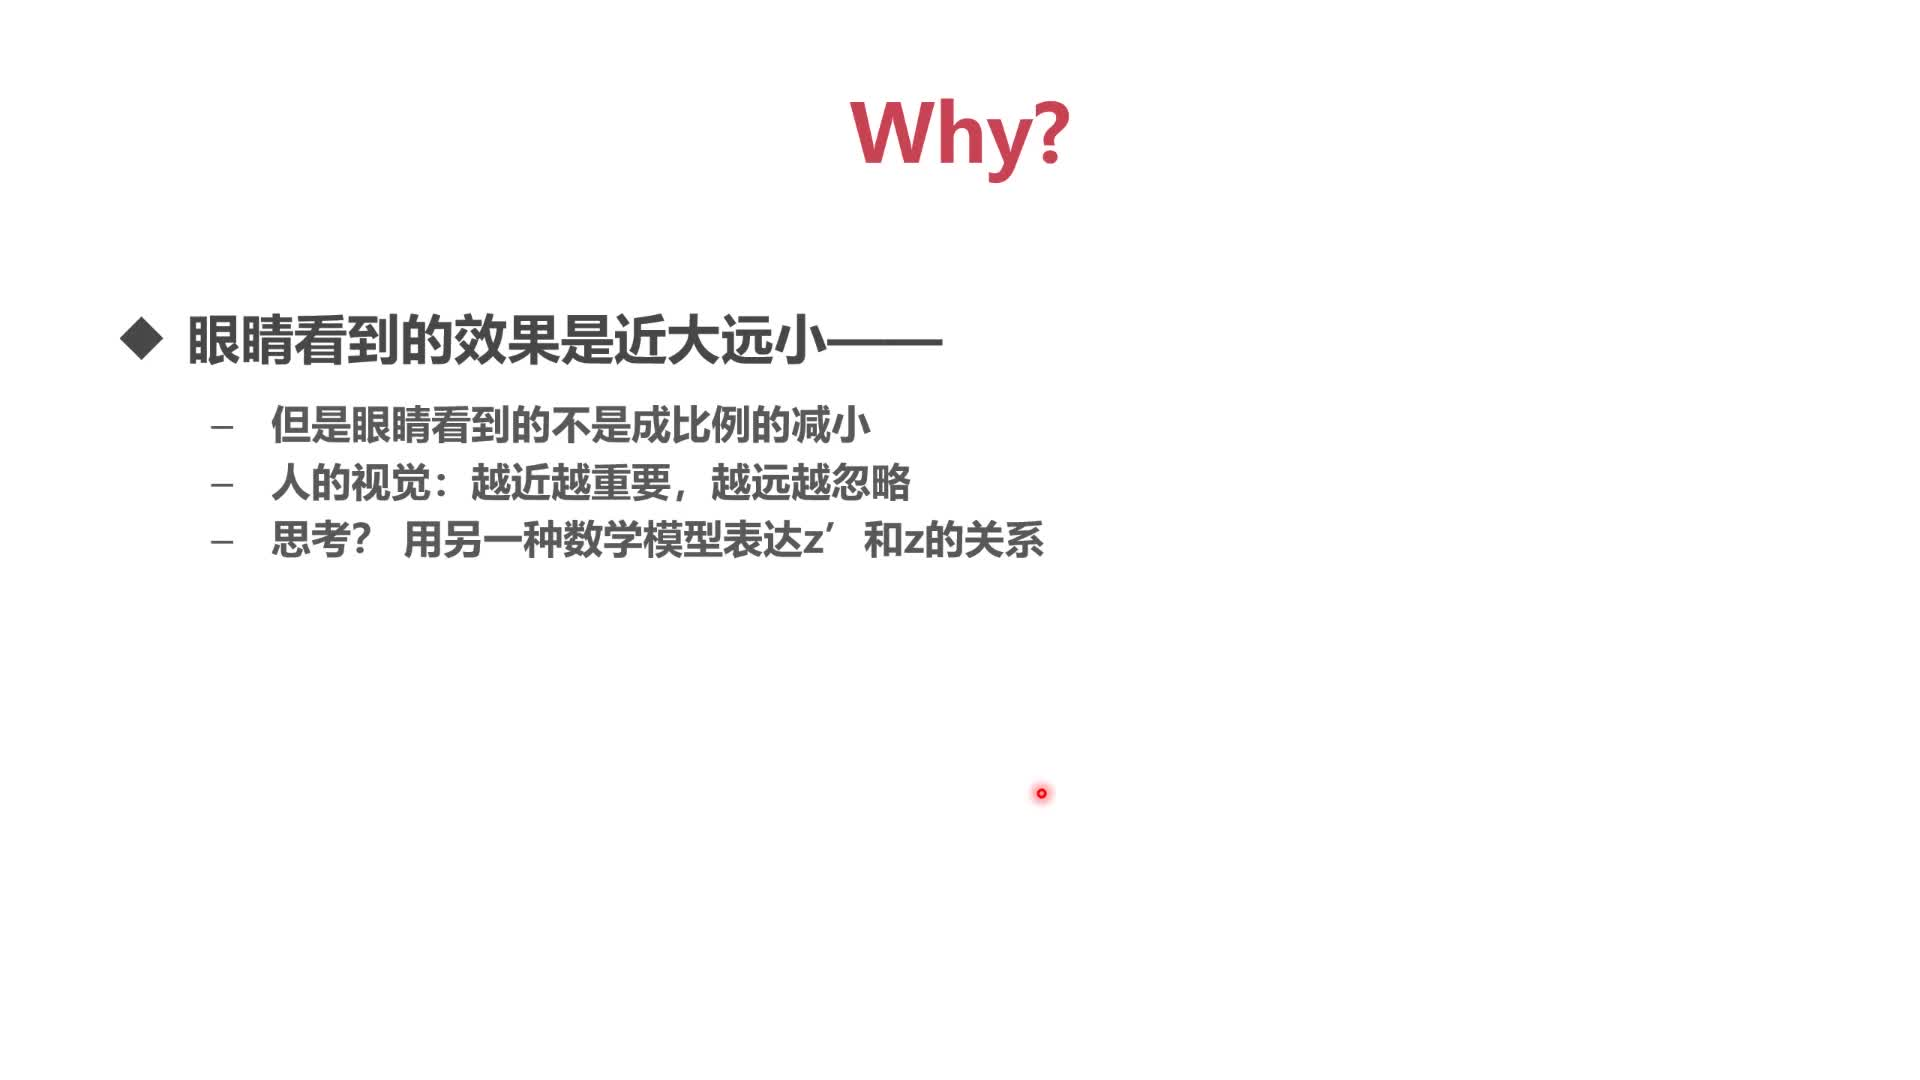 Why?
◆ 眼睛看到的效果是近大远小——
– 但是眼睛看到的不是成比例的减小
– 人的视觉：越近越重要，越远越忽略
– 思考？ 用另一种数学模型表达z’ 和z的关系